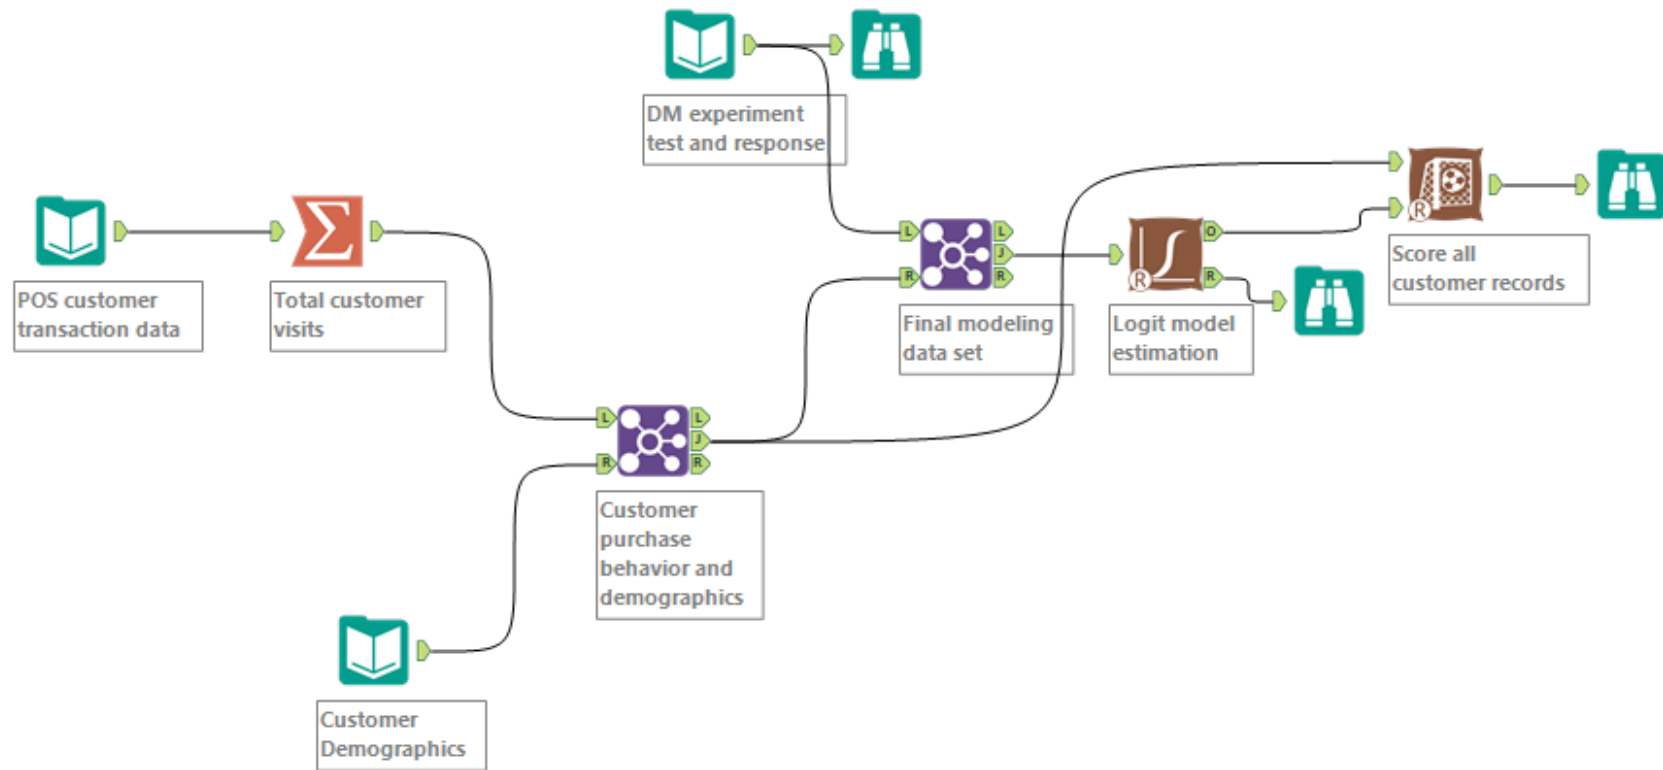 DM experiment
test and response
L
R
L
J
R
R
O
R
R
Score all
customer records
POS customer
transaction data
Total customer
visits
Final modeling
data set
Logit model
estimation
L
R
L
J
R
Customer
purchase
behavior and
demographics
Customer
Demographics